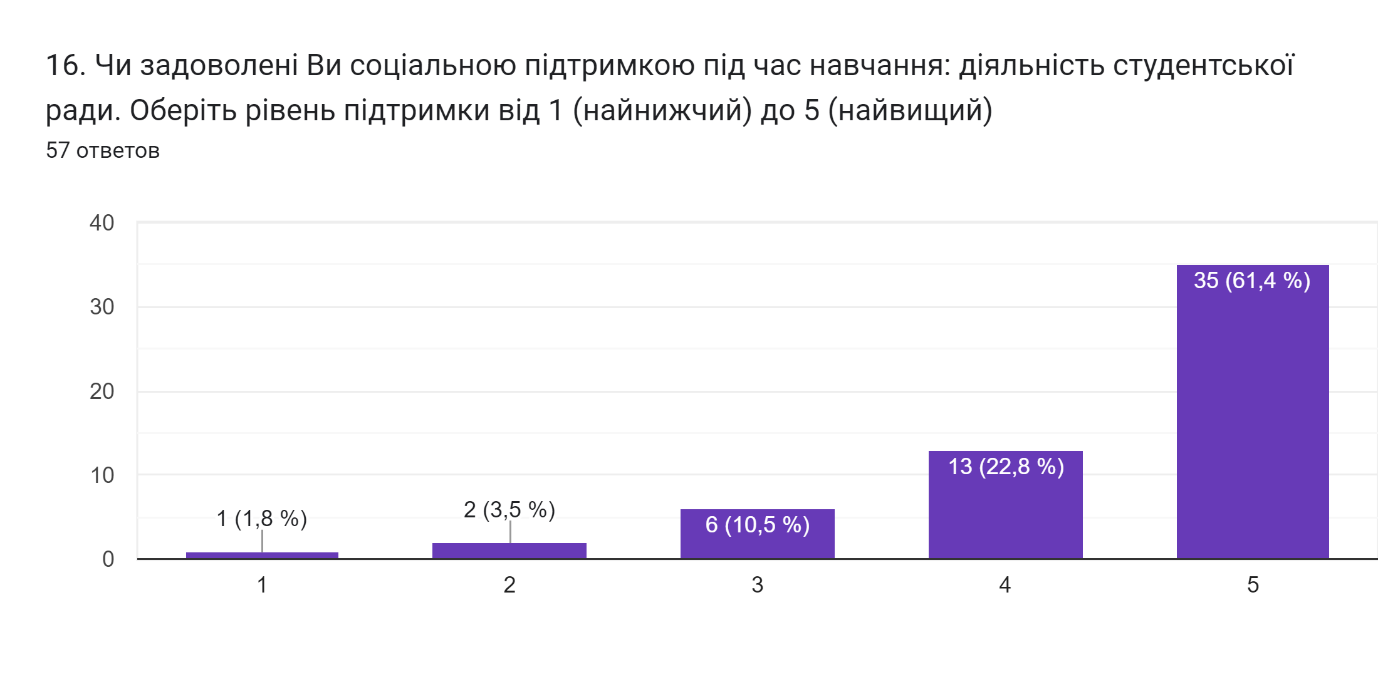 16. Чи задоволені Ви соціальною підтримкою під час навчання: діяльність студентської
ради. Оберіть рівень підтримки від 1 (найнижчий) до 5 (найвищий)
57 ответов
40
30
20
10
0
1 (1,8 %)
2 (3,5 %)
6 (10,5 %)
13 (22,8 %)
35 (61,4 %)
1
2
3
4
5